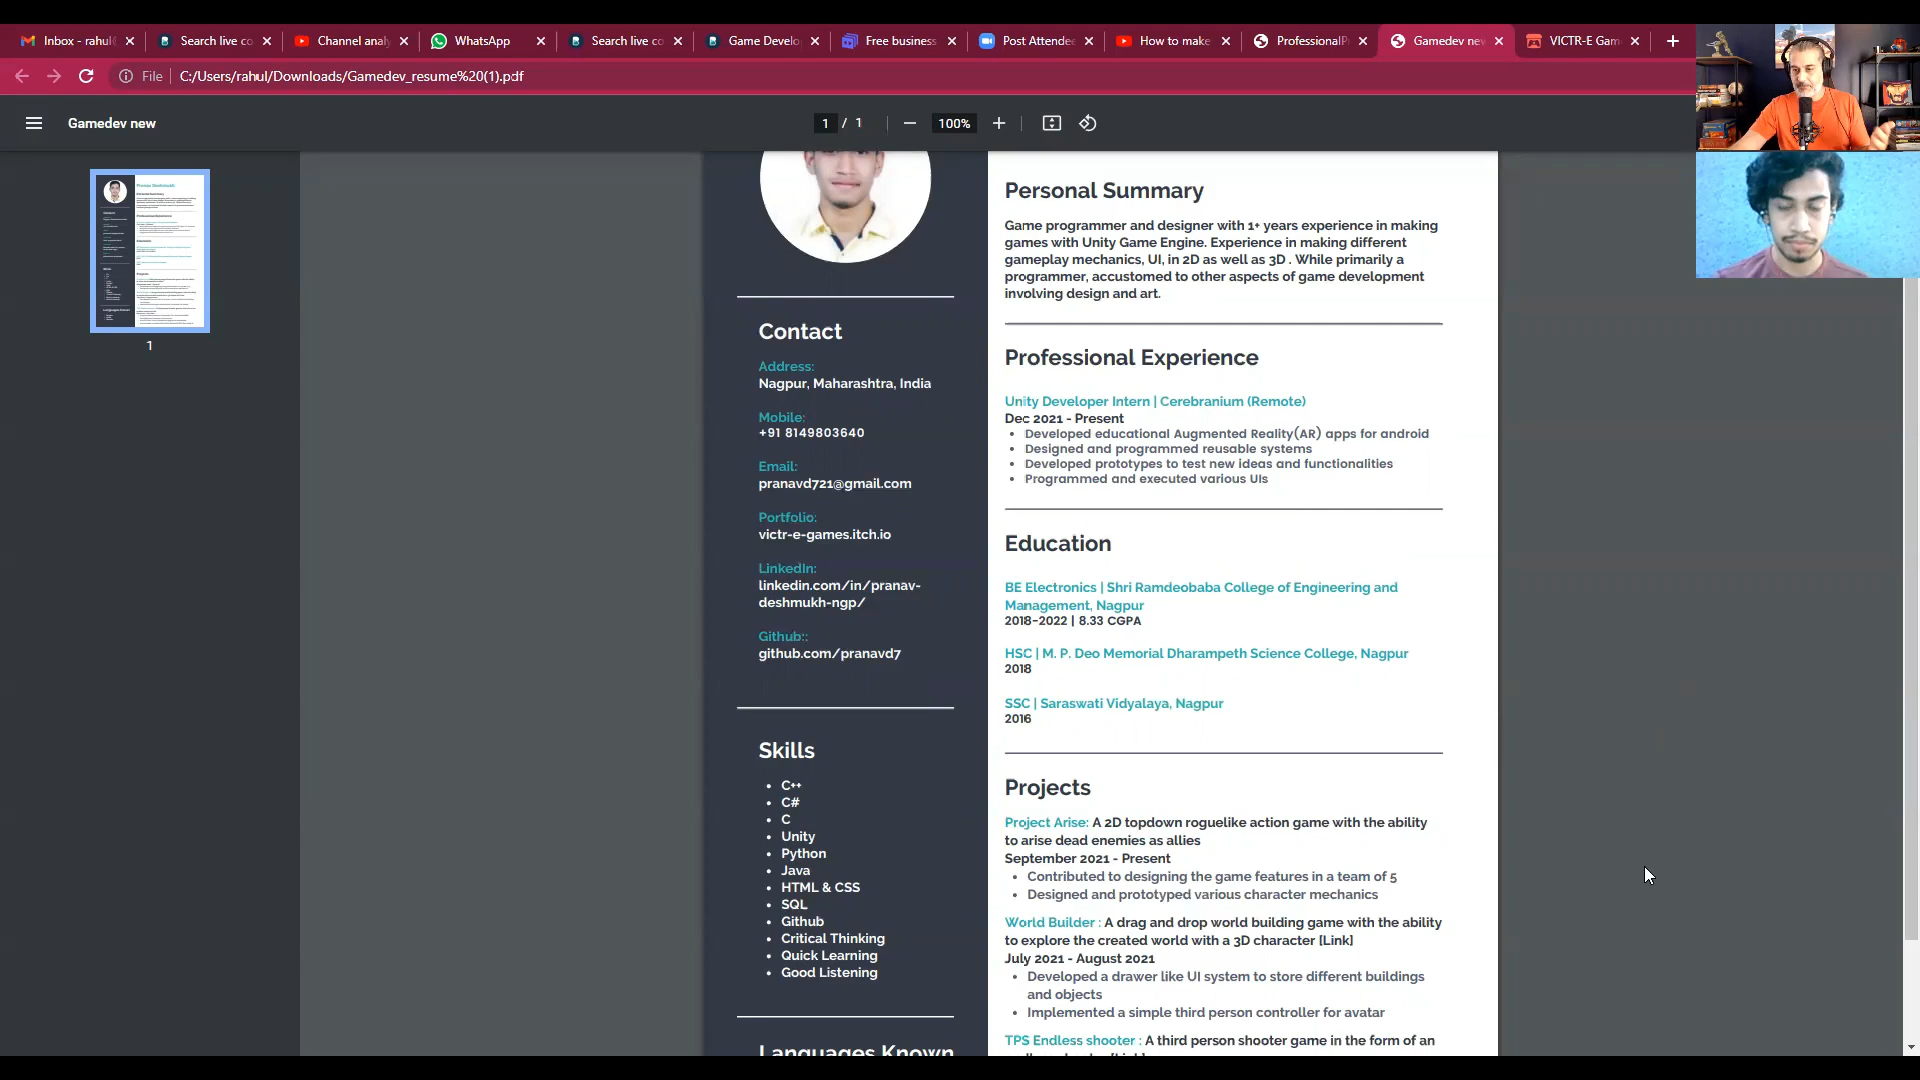 Inbox - rahul
Search live co
Channel analy
WhatsApp
Search live co
Game Develo
Free business
Post Attende
How to make
ProfessionalP
Gamedev new
VICTR-E Gam
File
C:/Users/rahul/Downloads/Gamedev_resume%20(1).pdf
Gamedev new
1 / 1
100%
1
Contact
Address:
Nagpur, Maharashtra, India
Mobile:
+91 8149803640
Email:
pranavd721@gmail.com
Portfolio:
victr-e-games.itch.io
LinkedIn:
linkedin.com/in/pranav-
deshmukh-ngp/
Github::
github.com/pranavd7
Skills
• C++
• C#
• C
• Unity
• Python
• Java
• HTML & CSS
• SQL
• Github
• Critical Thinking
• Quick Learning
• Good Listening
Languages Known
Personal Summary
Game programmer and designer with 1+ years experience in making
games with Unity Game Engine. Experience in making different
gameplay mechanics, UI, in 2D as well as 3D . While primarily a
programmer, accustomed to other aspects of game development
involving design and art.
Professional Experience
Unity Developer Intern | Cerebranium (Remote)
Dec 2021 - Present
• Developed educational Augmented Reality(AR) apps for android
• Designed and programmed reusable systems
• Developed prototypes to test new ideas and functionalities
• Programmed and executed various UIs
Education
BE Electronics | Shri Ramdeobaba College of Engineering and
Management, Nagpur
2018-2022 | 8.33 CGPA
HSC | M. P. Deo Memorial Dharampeth Science College, Nagpur
2018
SSC | Saraswati Vidyalaya, Nagpur
2016
Projects
Project Arise: A 2D topdown roguelike action game with the ability
to arise dead enemies as allies
September 2021 - Present
• Contributed to designing the game features in a team of 5
• Designed and prototyped various character mechanics
World Builder : A drag and drop world building game with the ability
to explore the created world with a 3D character [Link]
July 2021 - August 2021
• Developed a drawer like UI system to store different buildings
and objects
• Implemented a simple third person controller for avatar
TPS Endless shooter : A third person shooter game in the form of an